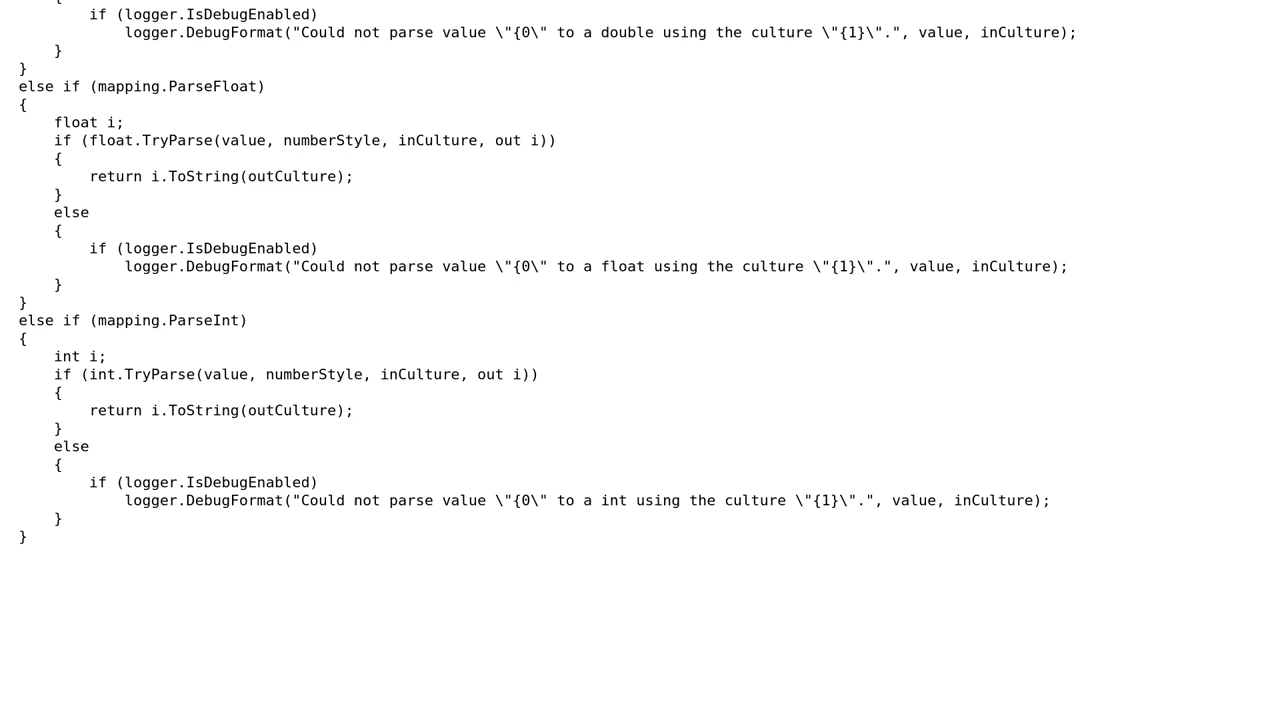 {
        if (logger.IsDebugEnabled)
            logger.DebugFormat("Could not parse value \"{0\" to a double using the culture \"{1}\".", value, inCulture);
    }
}
else if (mapping.ParseFloat)
{
    float i;
    if (float.TryParse(value, numberStyle, inCulture, out i))
    {
        return i.ToString(outCulture);
    }
    else
    {
        if (logger.IsDebugEnabled)
            logger.DebugFormat("Could not parse value \"{0\" to a float using the culture \"{1}\".", value, inCulture);
    }
}
else if (mapping.ParseInt)
{
    int i;
    if (int.TryParse(value, numberStyle, inCulture, out i))
    {
        return i.ToString(outCulture);
    }
    else
    {
        if (logger.IsDebugEnabled)
            logger.DebugFormat("Could not parse value \"{0\" to a int using the culture \"{1}\".", value, inCulture);
    }
}